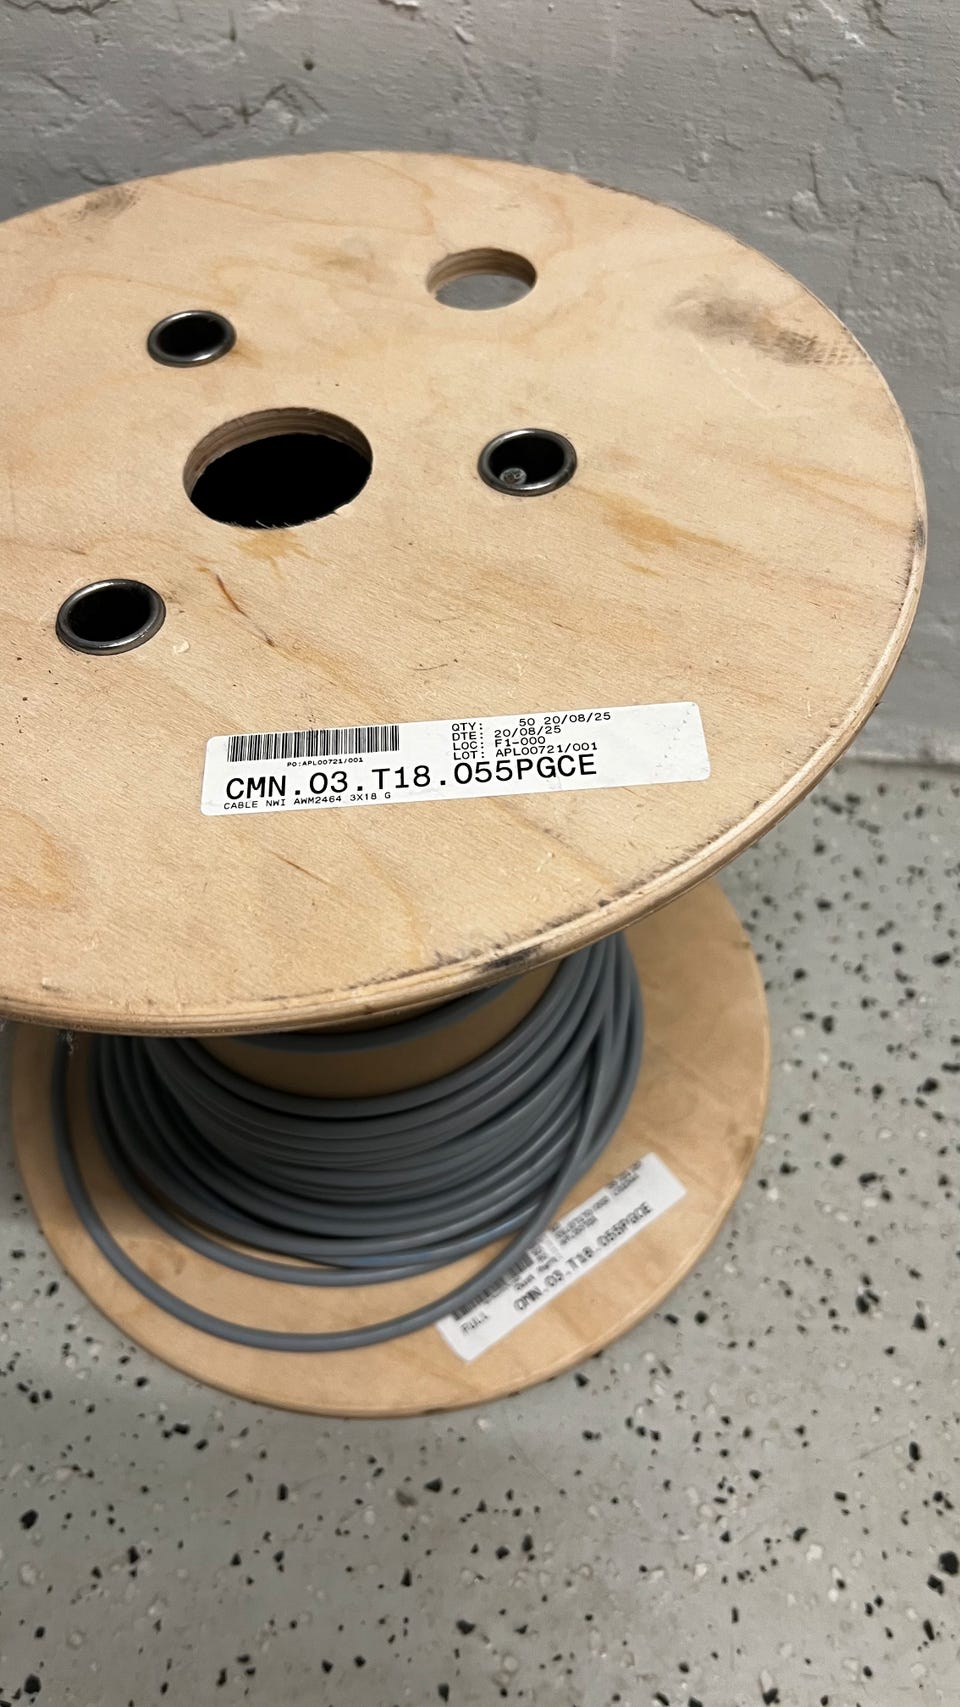 QTY: 50 20/08/25
DTE: 20/08/25
LOC: F1-000
LOT: APL00721/001
PO:APL00721/001
CMN.03.T18.055PGCE
CABLE NWI AWM2464 3X18 G
FULL
CMN.03.T18.055PGCE